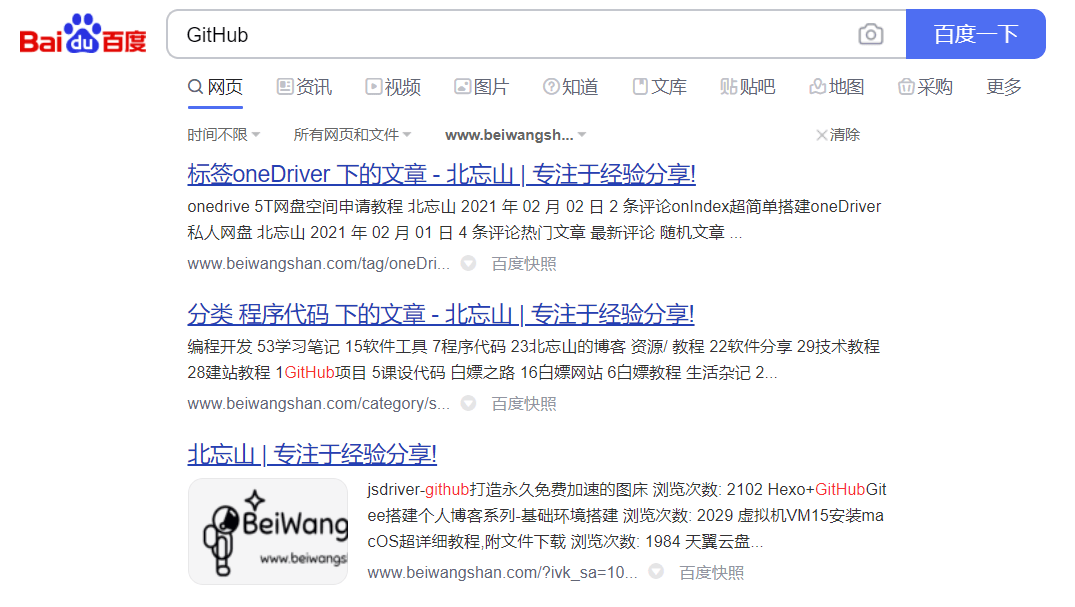 Bai du 百度 GitHub 百度一下
网页 资讯 视频 图片 知道 文库 贴吧 地图 采购 更多
时间不限 所有网页和文件 www.beiwangsh... 清除
标签oneDriver 下的文章 - 北忘山 | 专注于经验分享!
onedrive 5T网盘空间申请教程 北忘山 2021 年 02 月 02 日 2 条评论onIndex超简单搭建oneDriver
私人网盘 北忘山 2021 年 02 月 01 日 4 条评论热门文章 最新评论 随机文章 ...
www.beiwangshan.com/tag/oneDri... 百度快照
分类 程序代码 下的文章 - 北忘山 | 专注于经验分享!
编程开发 53学习笔记 15软件工具 7程序代码 23北忘山的博客 资源/ 教程 22软件分享 29技术教程
28建站教程 1GitHub项目 5课设代码 白嫖之路 16白嫖网站 6白嫖教程 生活杂记 2...
www.beiwangshan.com/category/s... 百度快照
北忘山 | 专注于经验分享!
jsdriver-github打造永久免费加速的图床 浏览次数: 2102 Hexo+GitHubGit
ee搭建个人博客系列-基础环境搭建 浏览次数: 2029 虚拟机VM15安装ma
cOS超详细教程,附文件下载 浏览次数: 1984 天翼云盘...
www.beiwangshan.com/?ivk_sa=10... 百度快照
BeiWang
www.beiwangs